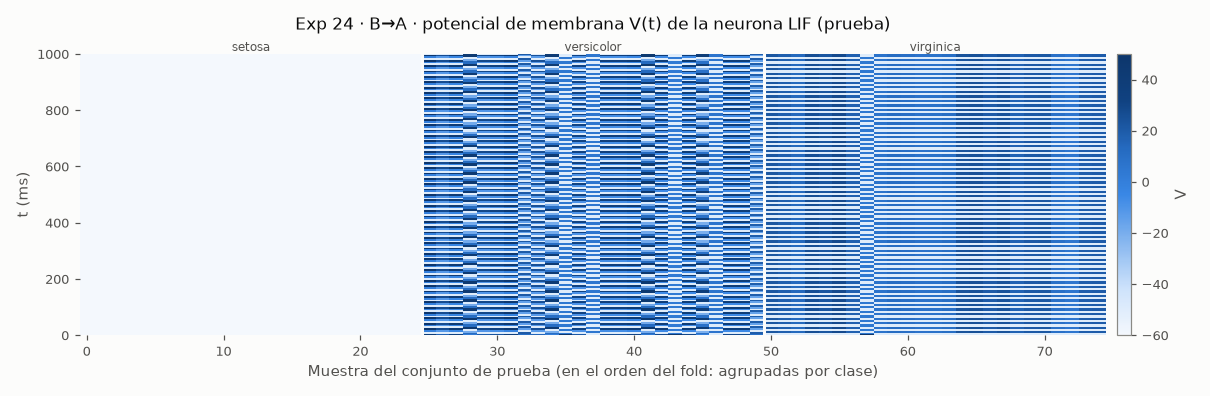 Exp 24 · B→A · potencial de membrana V(t) de la neurona LIF (prueba)
setosa versicolor virginica
1000
800
600
400
200
0
t (ms)
0 10 20 30 40 50 60 70
Muestra del conjunto de prueba (en el orden del fold: agrupadas por clase)
40
20
0
−20
−40
−60
V